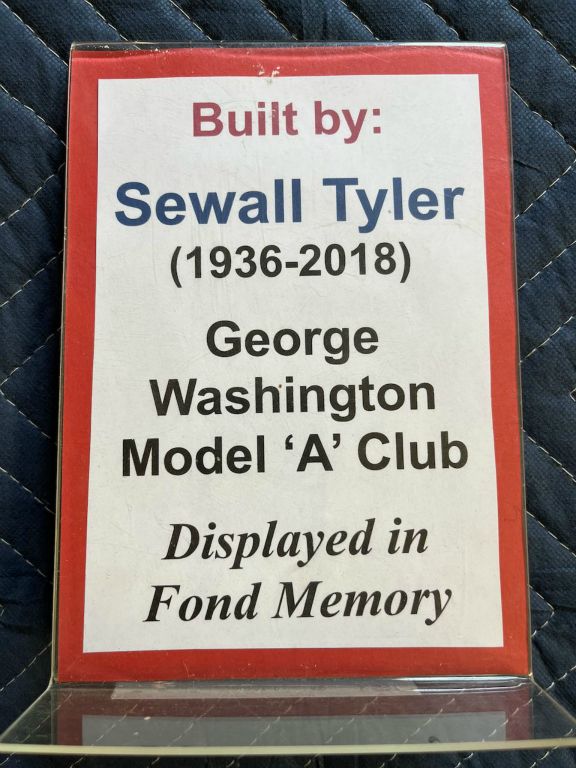 Built by:
Sewall Tyler
(1936-2018)
George
Washington
Model ‘A’ Club
Displayed in
Fond Memory